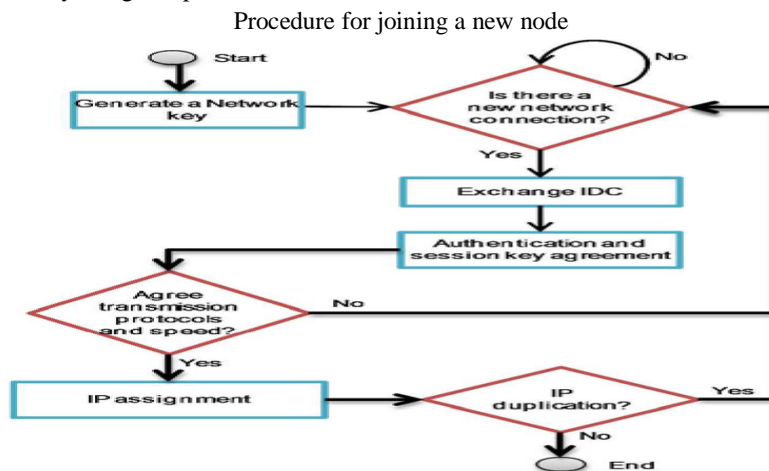 Procedure for joining a new node
Start
No
Generate a Network
key
Is there a
new network
connection?
Yes
Exchange IDC
Authentication and
session key agreement
Agree
transmission
protocols
and speed?
No
Yes
IP assignment
IP
duplication?
Yes
No
End